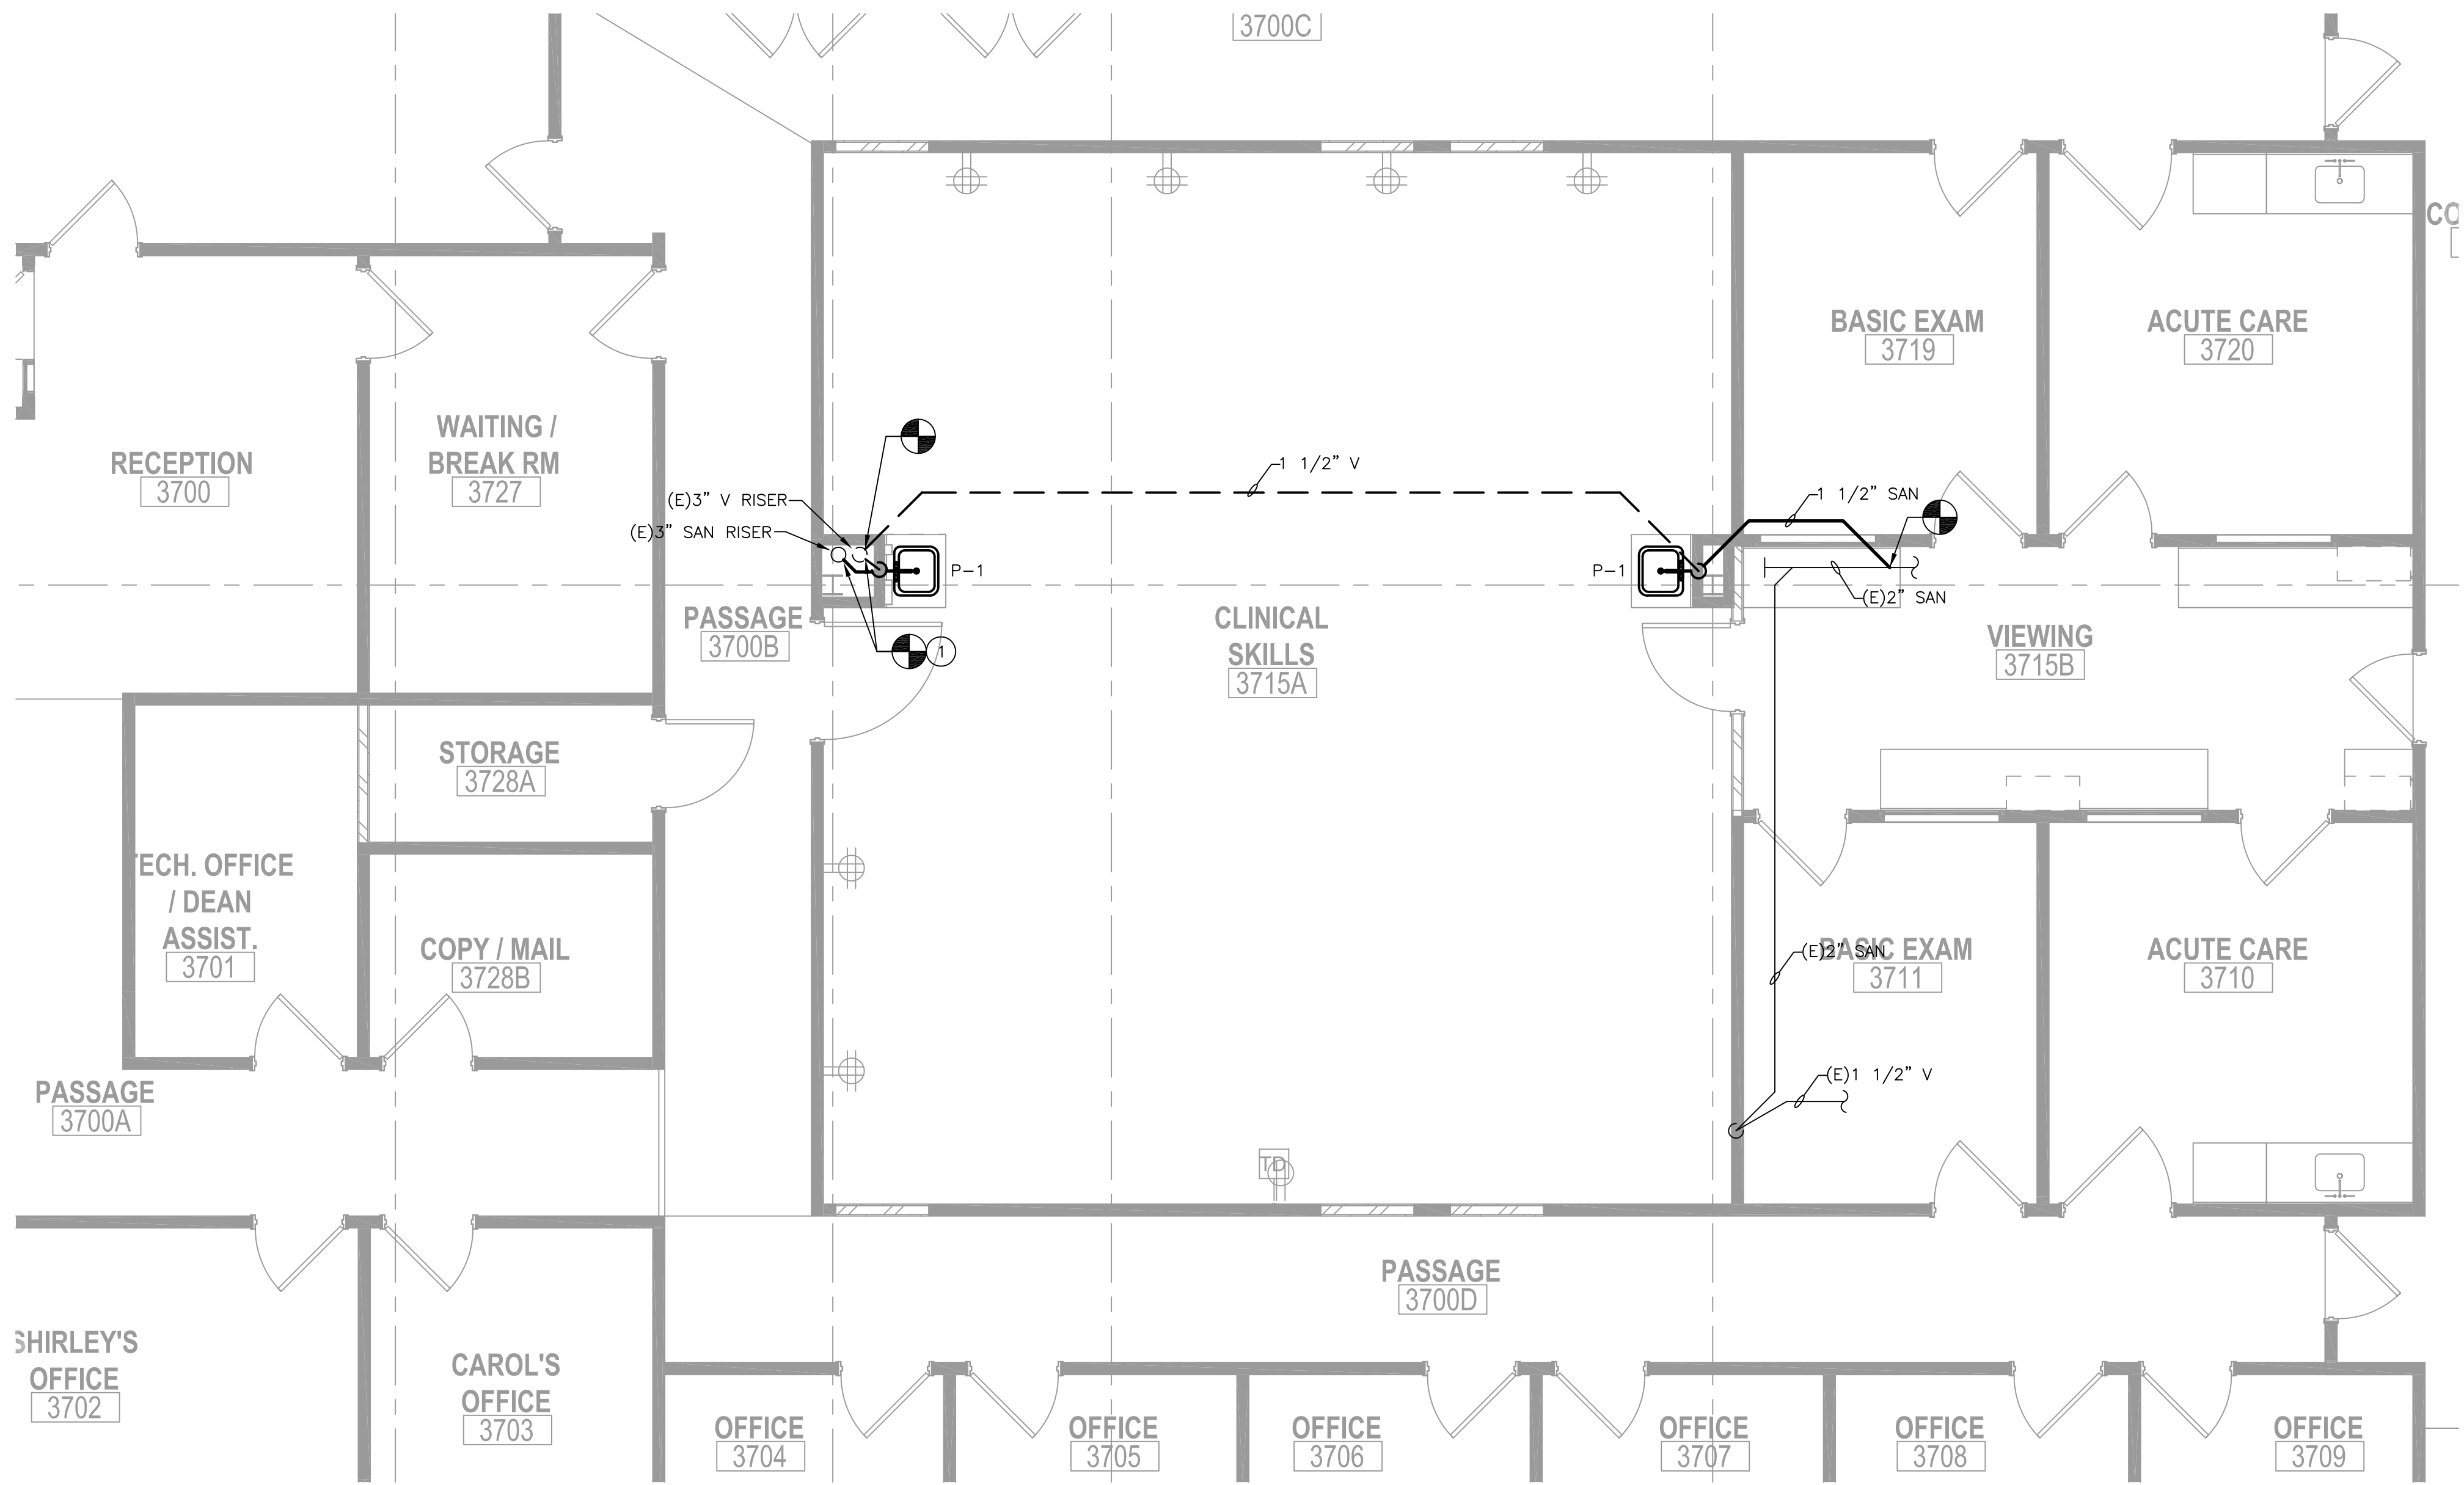 3700C
CO
BASIC EXAM
3719
ACUTE CARE
3720
WAITING /
BREAK RM
3727
RECEPTION
3700
1 1/2" V
(E)3" V RISER
(E)3" SAN RISER
1 1/2" SAN
P-1
P-1
(E)2" SAN
PASSAGE
3700B
1
CLINICAL
SKILLS
3715A
VIEWING
3715B
STORAGE
3728A
TECH. OFFICE
/ DEAN
ASSIST.
3701
COPY / MAIL
3728B
(E)2" SAN
BASIC EXAM
3711
ACUTE CARE
3710
(E)1 1/2" V
PASSAGE
3700A
TD
PASSAGE
3700D
SHIRLEY'S
OFFICE
3702
CAROL'S
OFFICE
3703
OFFICE
3704
OFFICE
3705
OFFICE
3706
OFFICE
3707
OFFICE
3708
OFFICE
3709